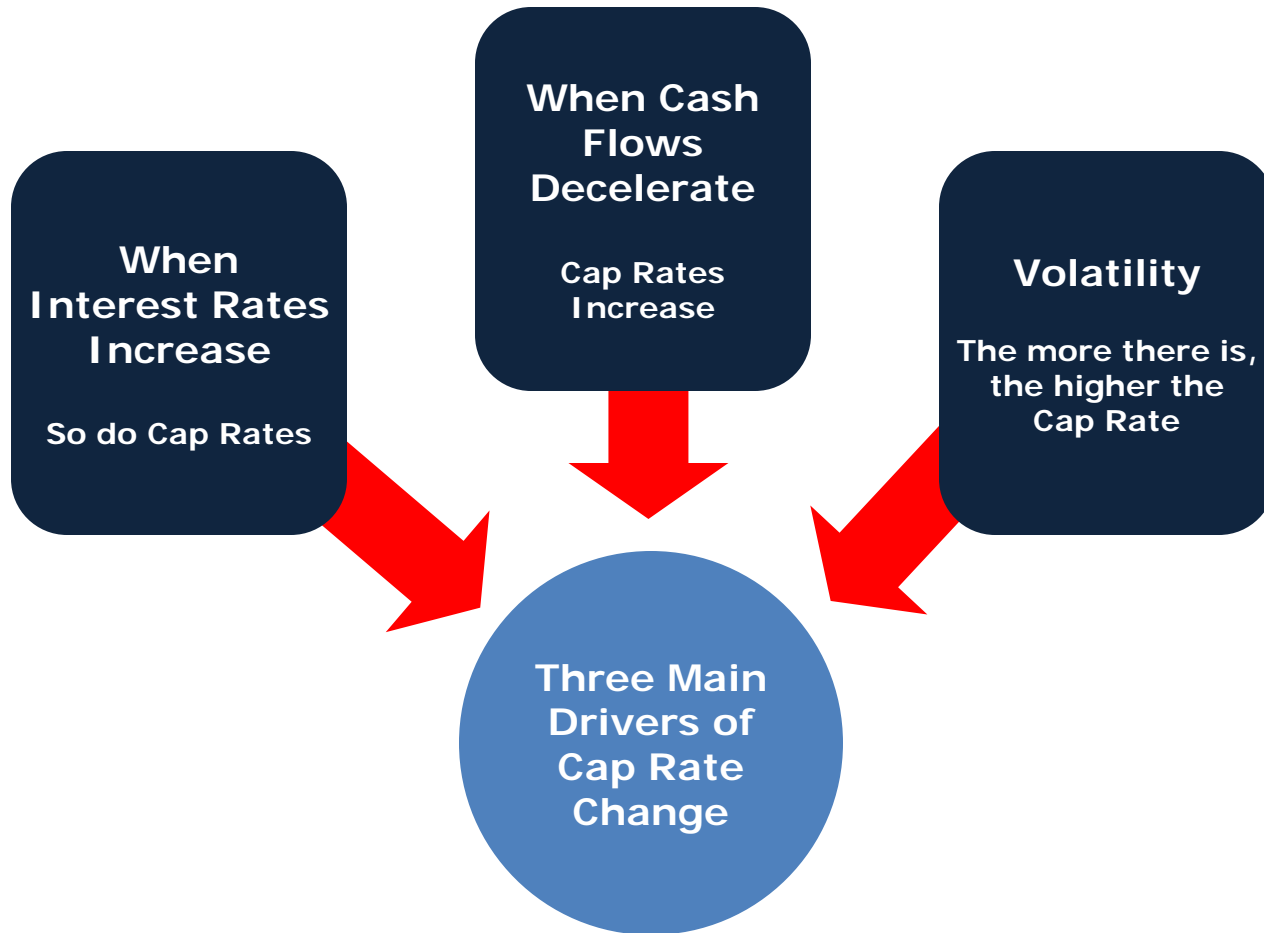 When
Interest Rates
Increase
So do Cap Rates
When Cash
Flows
Decelerate
Cap Rates
Increase
Volatility
The more there is,
the higher the
Cap Rate
Three Main
Drivers of
Cap Rate
Change